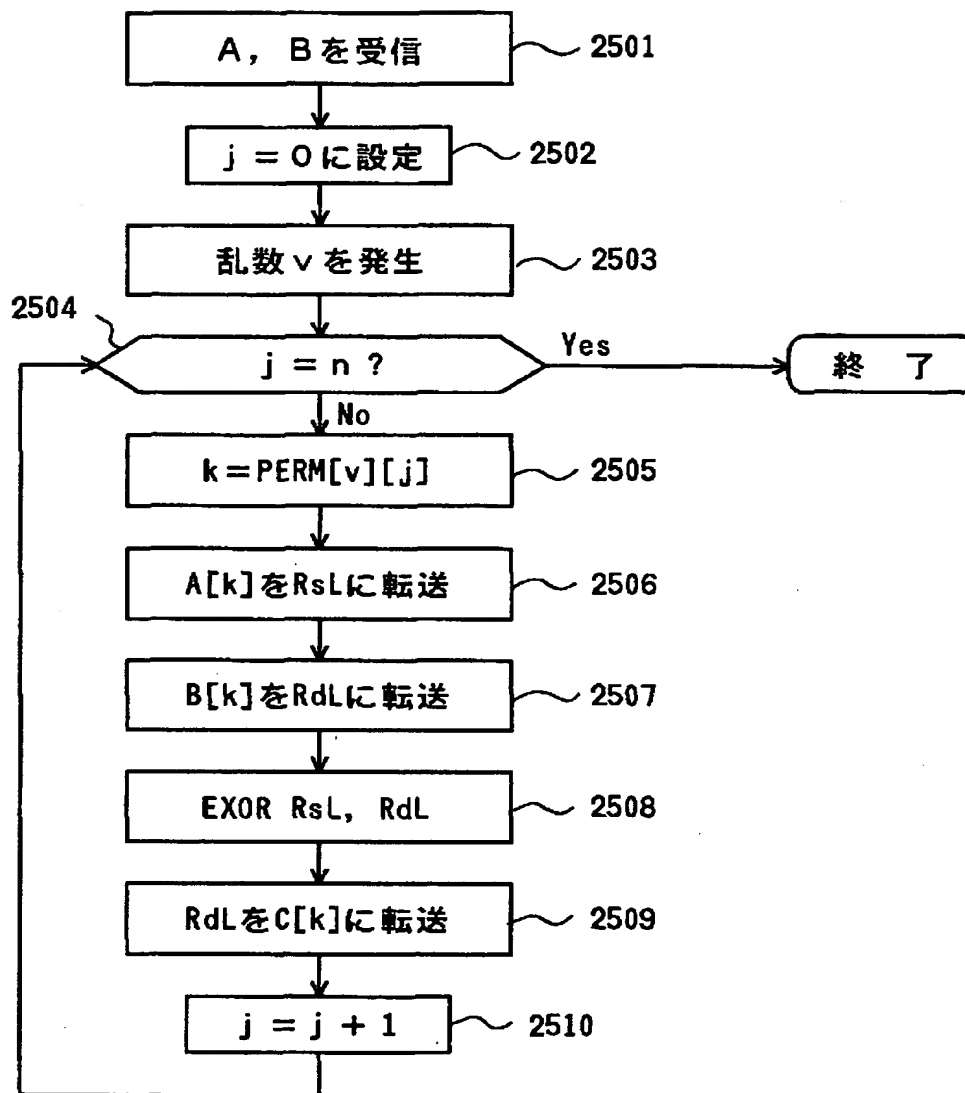 A，Bを受信
2501
j＝0に設定
2502
乱数vを発生
2503
2504
j＝n？
Yes
終 了
No
k＝PERM[v][j]
2505
A[k]をRsLに転送
2506
B[k]をRdLに転送
2507
EXOR RsL, RdL
2508
RdLをC[k]に転送
2509
j＝j＋1
2510